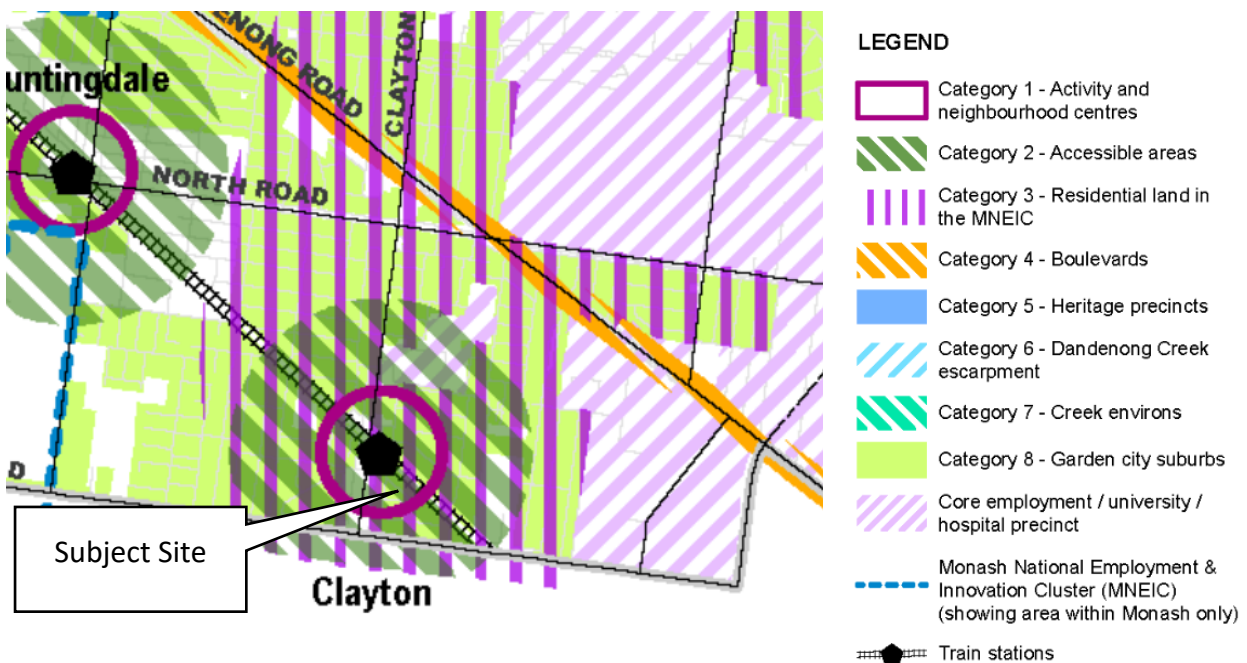 ENONG ROAD
CLAYTON
untingdale
NORTH ROAD
D
Subject Site
Clayton
LEGEND
Category 1 - Activity and
neighbourhood centres
Category 2 - Accessible areas
Category 3 - Residential land in
the MNEIC
Category 4 - Boulevards
Category 5 - Heritage precincts
Category 6 - Dandenong Creek
escarpment
Category 7 - Creek environs
Category 8 - Garden city suburbs
Core employment / university /
hospital precinct
Monash National Employment &
Innovation Cluster (MNEIC)
(showing area within Monash only)
Train stations